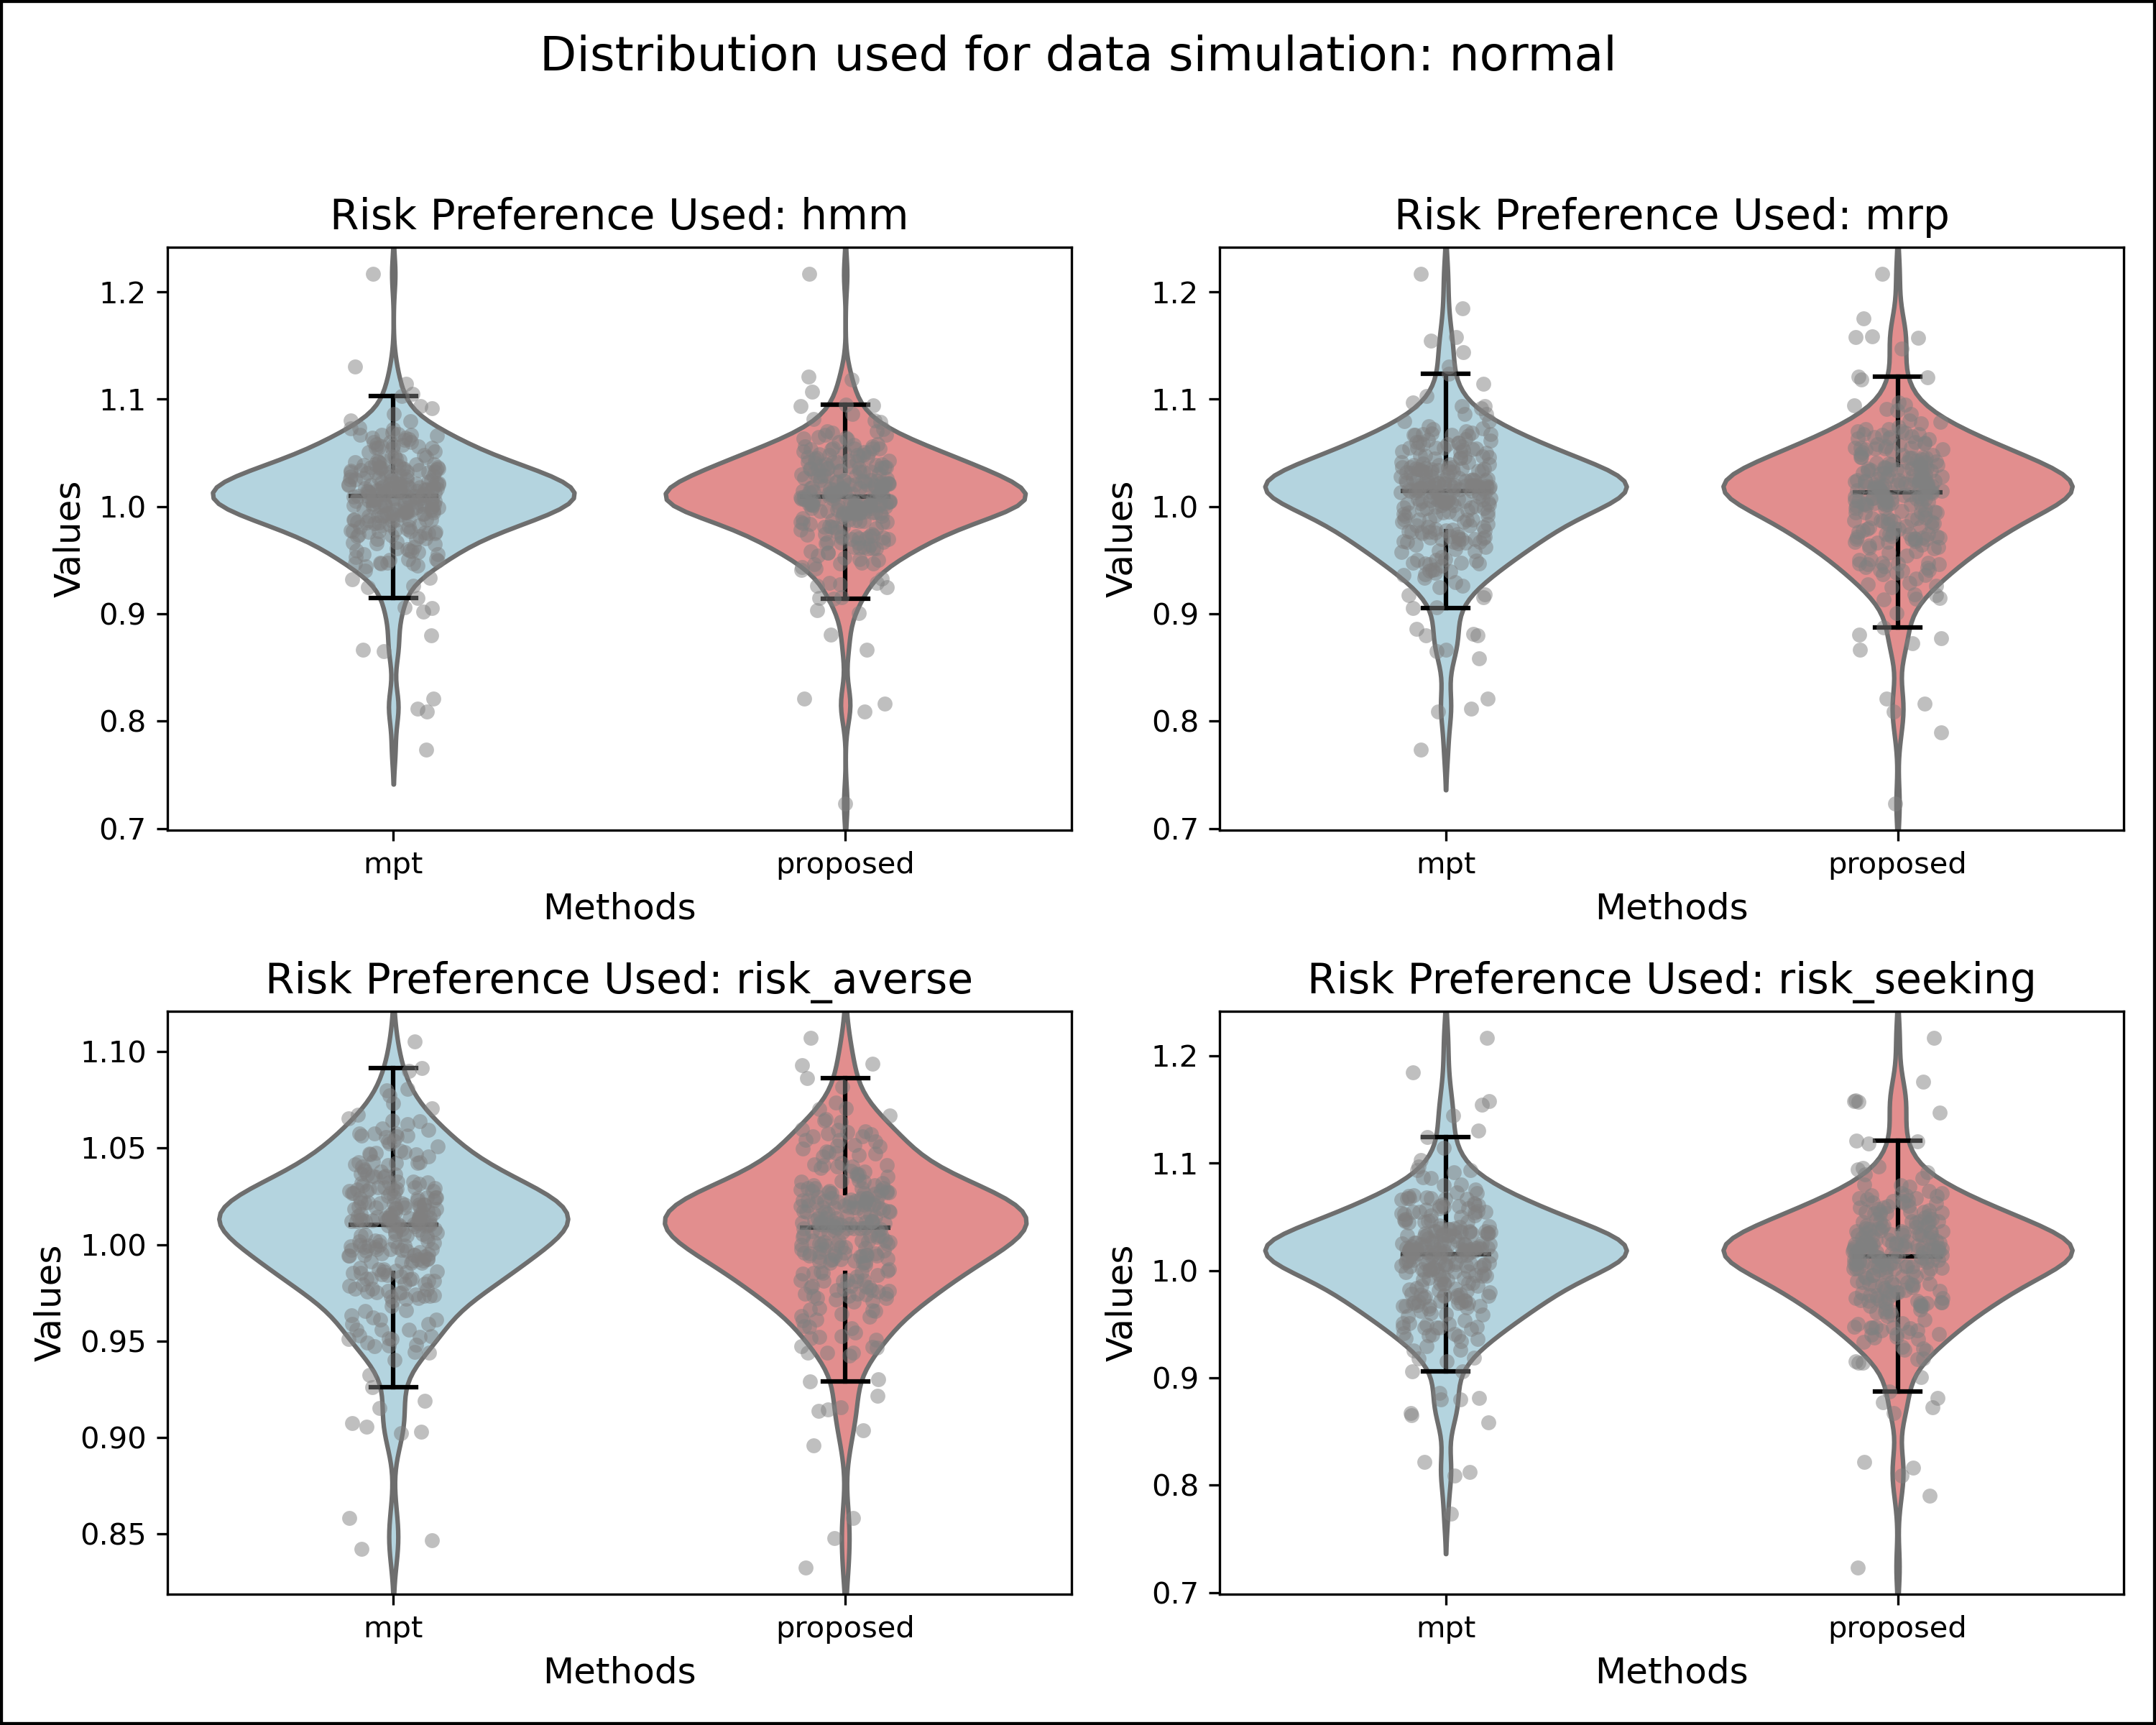 Distribution used for data simulation: normal
Risk Preference Used: hmm
Values
1.2
1.1
1.0
0.9
0.8
0.7
mpt
proposed
Methods
Risk Preference Used: mrp
Values
1.2
1.1
1.0
0.9
0.8
0.7
mpt
proposed
Methods
Risk Preference Used: risk_averse
Values
1.10
1.05
1.00
0.95
0.90
0.85
mpt
proposed
Methods
Risk Preference Used: risk_seeking
Values
1.2
1.1
1.0
0.9
0.8
0.7
mpt
proposed
Methods